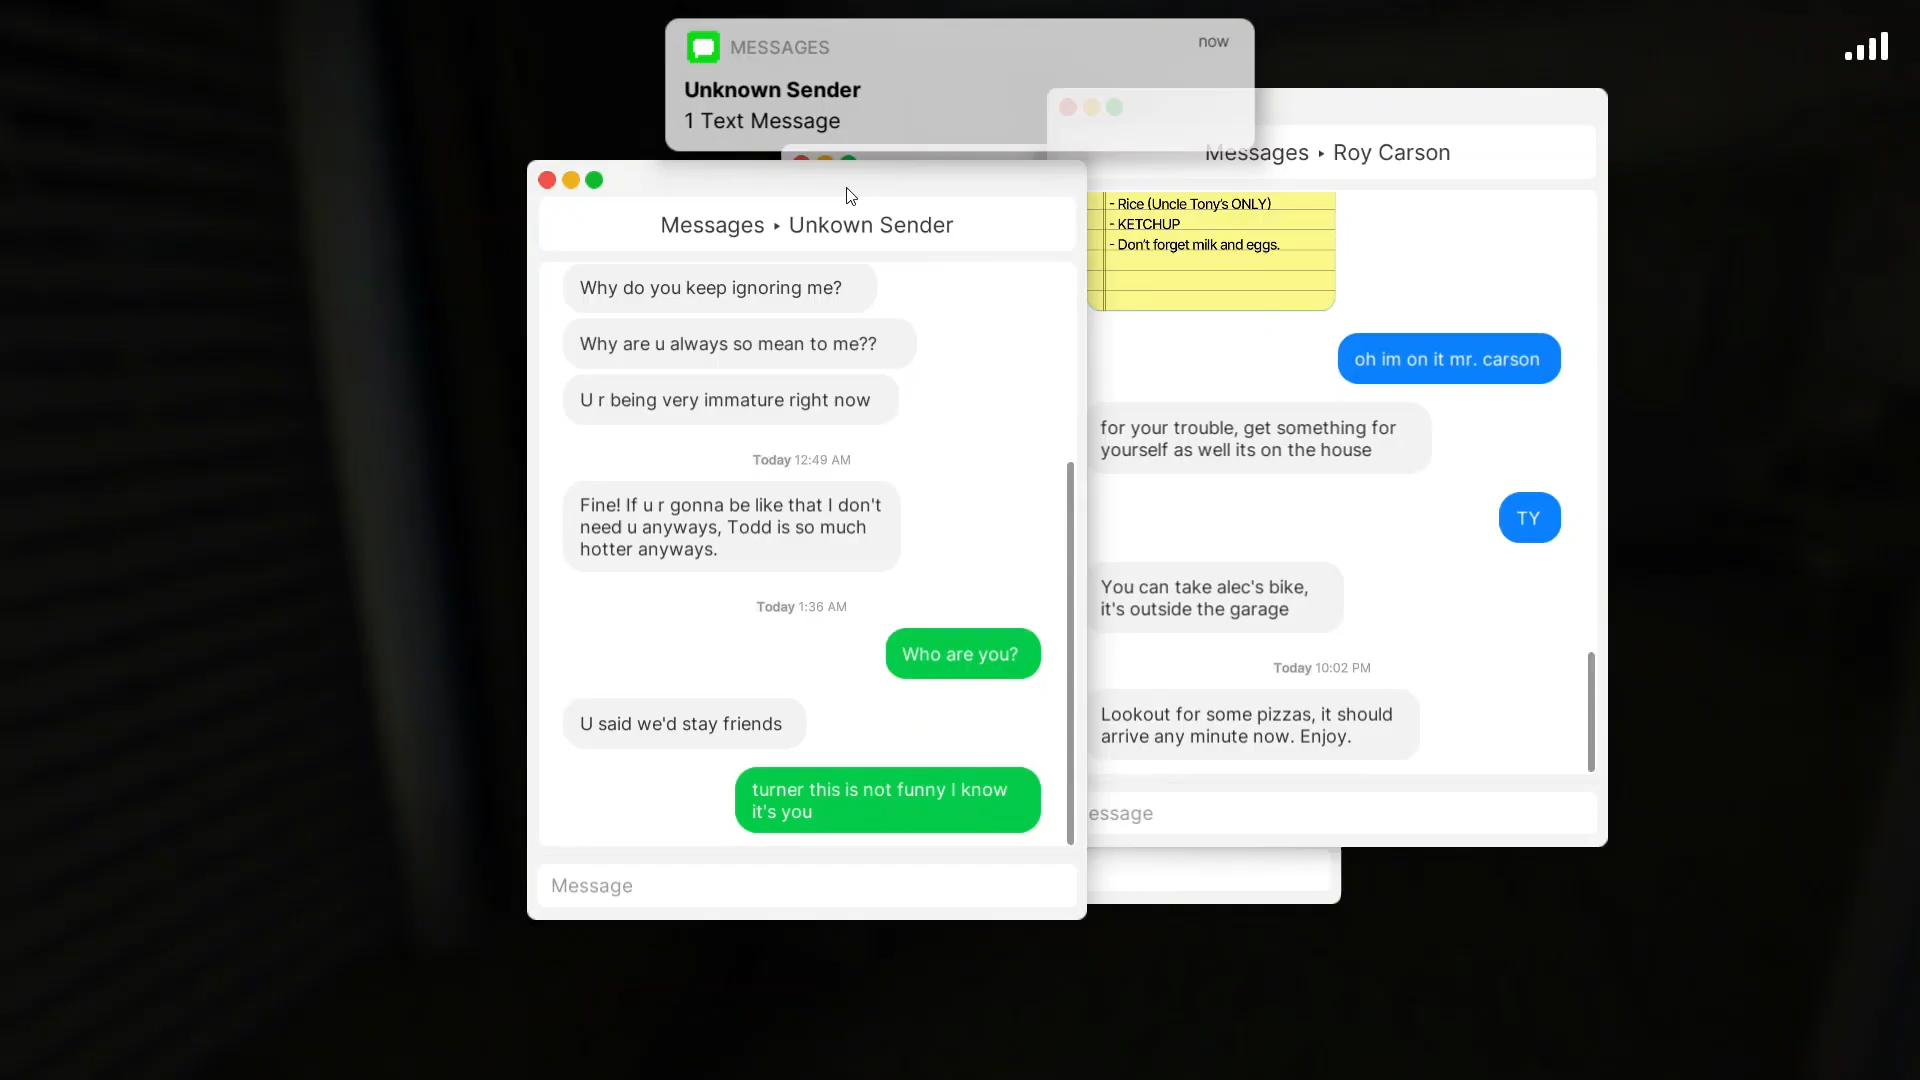 MESSAGES
now
Unknown Sender
1 Text Message
Messages ▸ Unkown Sender
Why do you keep ignoring me?
Why are u always so mean to me??
U r being very immature right now
Today 12:49 AM
Fine! If u r gonna be like that I don't
need u anyways, Todd is so much
hotter anyways.
Today 1:36 AM
Who are you?
U said we'd stay friends
turner this is not funny I know
it's you
Message
Messages ▸ Roy Carson
- Rice (Uncle Tony's ONLY)
- KETCHUP
- Don't forget milk and eggs.
oh im on it mr. carson
for your trouble, get something for
yourself as well its on the house
TY
You can take alec's bike,
it's outside the garage
Today 10:02 PM
Lookout for some pizzas, it should
arrive any minute now. Enjoy.
essage